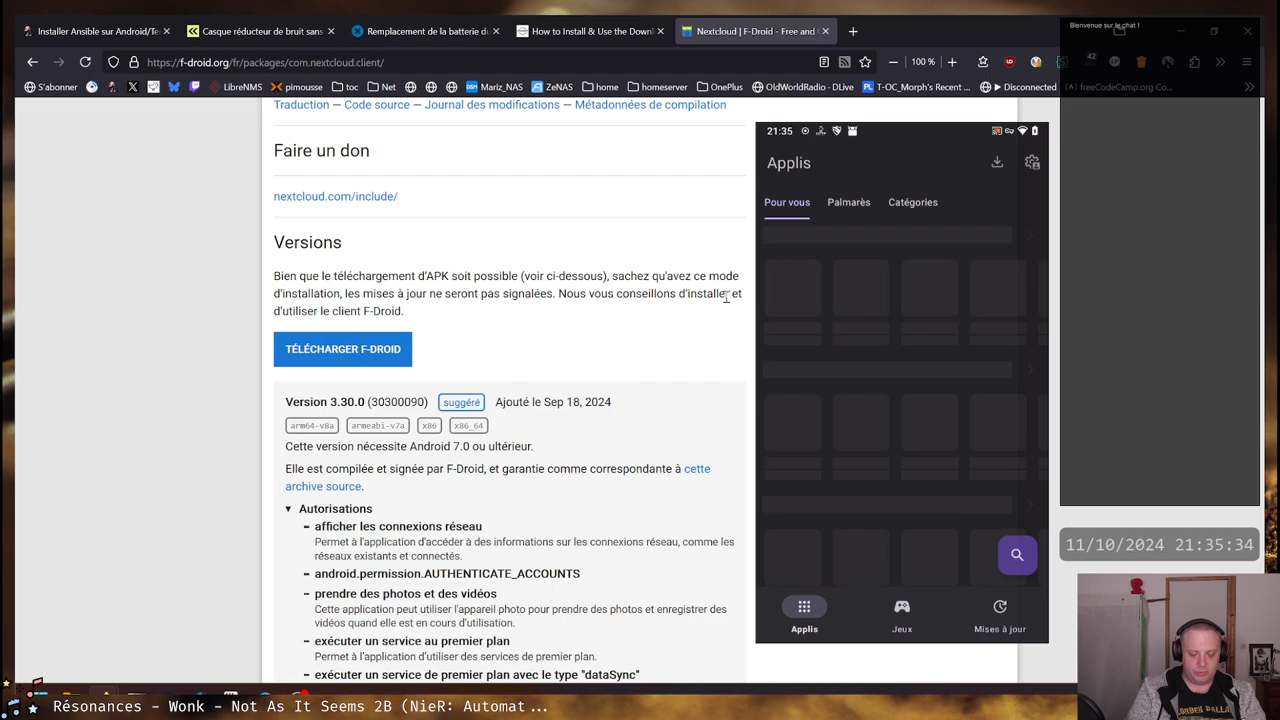 Installer Ansible sur Android/Te
Casque réducteur de bruit sans
Remplacement de la batterie du
How to Install & Use the Down
Nextcloud | F-Droid - Free and
Bienvenue sur le chat !
https://f-droid.org/fr/packages/com.nextcloud.client/
100 %
42
S'abonner
LibreNMS
pimousse
toc
Net
Mariz_NAS
ZeNAS
home
homeserver
OnePlus
OldWorldRadio - DLive
T-OC_Morph's Recent ...
Disconnected
freeCodeCamp.org Co...
Traduction — Code source — Journal des modifications — Métadonnées de compilation
Faire un don
nextcloud.com/include/
Versions
Bien que le téléchargement d'APK soit possible (voir ci-dessous), sachez qu'avez ce mode
d'installation, les mises à jour ne seront pas signalées. Nous vous conseillons d'installer et
d'utiliser le client F-Droid.
TÉLÉCHARGER F-DROID
Version 3.30.0 (30300090) suggéré Ajouté le Sep 18, 2024
arm64-v8a armeabi-v7a x86 x86_64
Cette version nécessite Android 7.0 ou ultérieur.
Elle est compilée et signée par F-Droid, et garantie comme correspondante à cette
archive source.
Autorisations
afficher les connexions réseau
Permet à l'application d'accéder à des informations sur les connexions réseau, comme les
réseaux existants et connectés.
android.permission.AUTHENTICATE_ACCOUNTS
prendre des photos et des vidéos
Cette application peut utiliser l'appareil photo pour prendre des photos et enregistrer des
vidéos quand elle est en cours d'utilisation.
exécuter un service au premier plan
Permet à l'application d'utiliser des services de premier plan.
exécuter un service de premier plan avec le type "dataSync"
21:35
Applis
Pour vous
Palmarès
Catégories
Applis
Jeux
Mises à jour
11/10/2024 21:35:34
Résonances - Wonk - Not As It Seems 2B (NieR: Automat ...